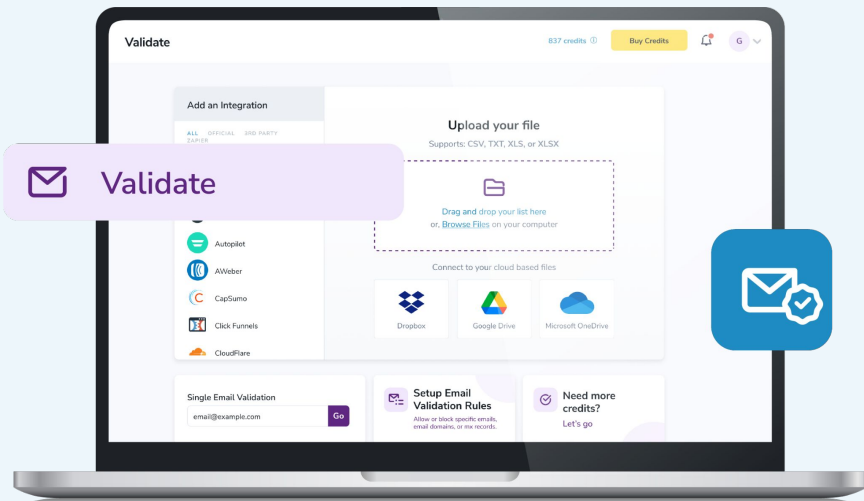 Validate
837 credits
Buy Credits
G
Add an Integration
ALL OFFICIAL 3RD PARTY
ZAPIER
Validate
Autopilot
AWeber
CapSumo
Click Funnels
CloudFlare
Upload your file
Supports: CSV, TXT, XLS, or XLSX
Drag and drop your list here
or, Browse Files on your computer
Connect to your cloud based files
Dropbox
Google Drive
Microsoft OneDrive
Single Email Validation
email@example.com
Go
Setup Email
Validation Rules
Allow or block specific emails,
email domains, or mx records.
Need more
credits?
Let's go